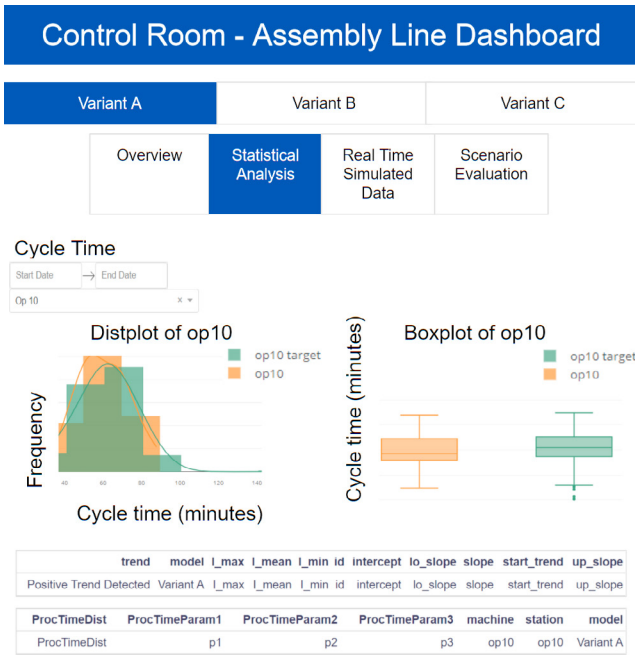 Control Room - Assembly Line Dashboard
Variant A Variant B Variant C
Overview Statistical Analysis Real Time Simulated Data Scenario Evaluation
Cycle Time
Start Date → End Date
Op 10 x
Distplot of op10
op10 target
op10
Frequency
40 60 80 100 120 140
Cycle time (minutes)
Boxplot of op10
op10 target
op10
Cycle time (minutes)
trend model l_max l_mean l_min id intercept lo_slope slope start_trend up_slope
Positive Trend Detected Variant A l_max l_mean l_min id intercept lo_slope slope start_trend up_slope
ProcTimeDist ProcTimeParam1 ProcTimeParam2 ProcTimeParam3 machine station model
ProcTimeDist p1 p2 p3 op10 op10 Variant A